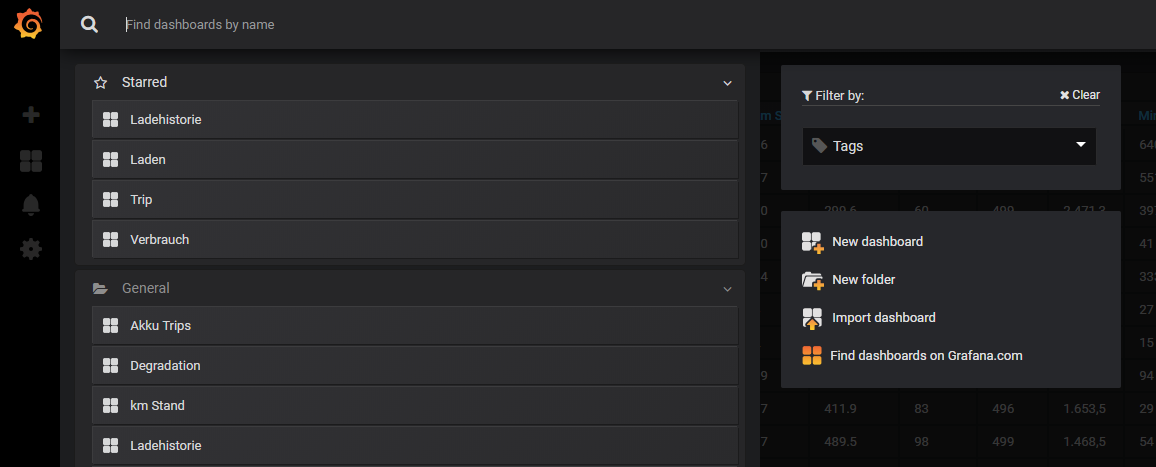 Find dashboards by name
Starred
Ladehistorie
Laden
Trip
Verbrauch
General
Akku Trips
Degradation
km Stand
Ladehistorie
Filter by:
Clear
Tags
New dashboard
New folder
Import dashboard
Find dashboards on Grafana.com
411.9 83 496 1.653,5 29
489.5 98 499 1.468,5 54